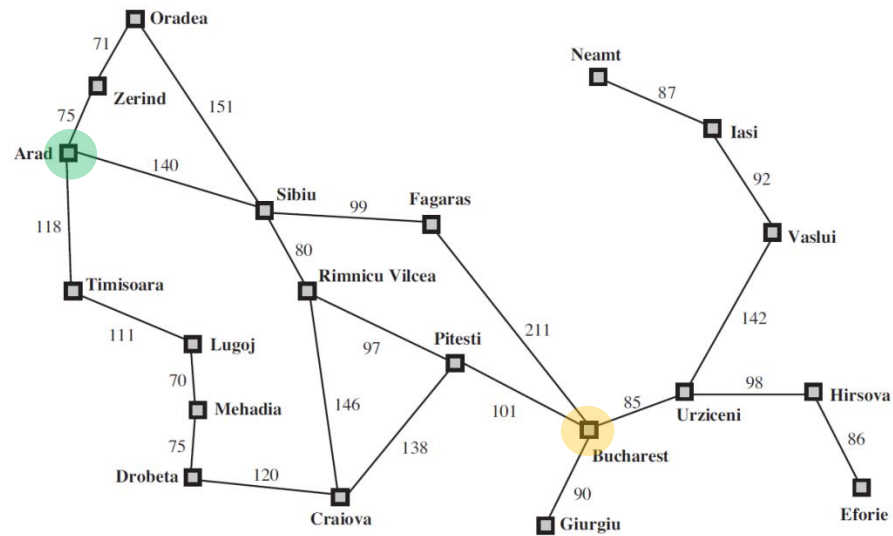 Oradea
71
Neamt
87
Zerind
151
75
Iasi
Arad
140
92
Sibiu
99
Fagaras
118
80
Vaslui
Timisoara
Rimnicu Vilcea
111
Lugoj
97
Pitesti
211
142
70
98
Hirsova
146
101
85
Urziceni
Mehadia
75
138
86
Bucharest
Drobeta
120
90
Craiova
Giurgiu
Eforie